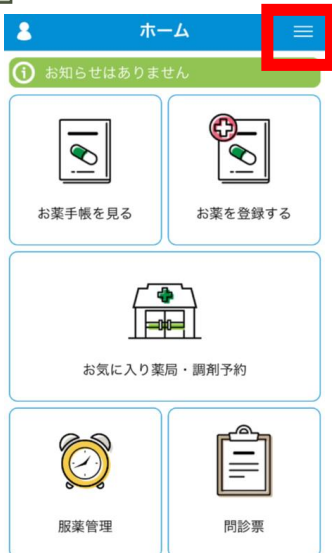 ホーム
お知らせはありません
お薬手帳を見る
お薬を登録する
お気に入り薬局・調剤予約
服薬管理
問診票